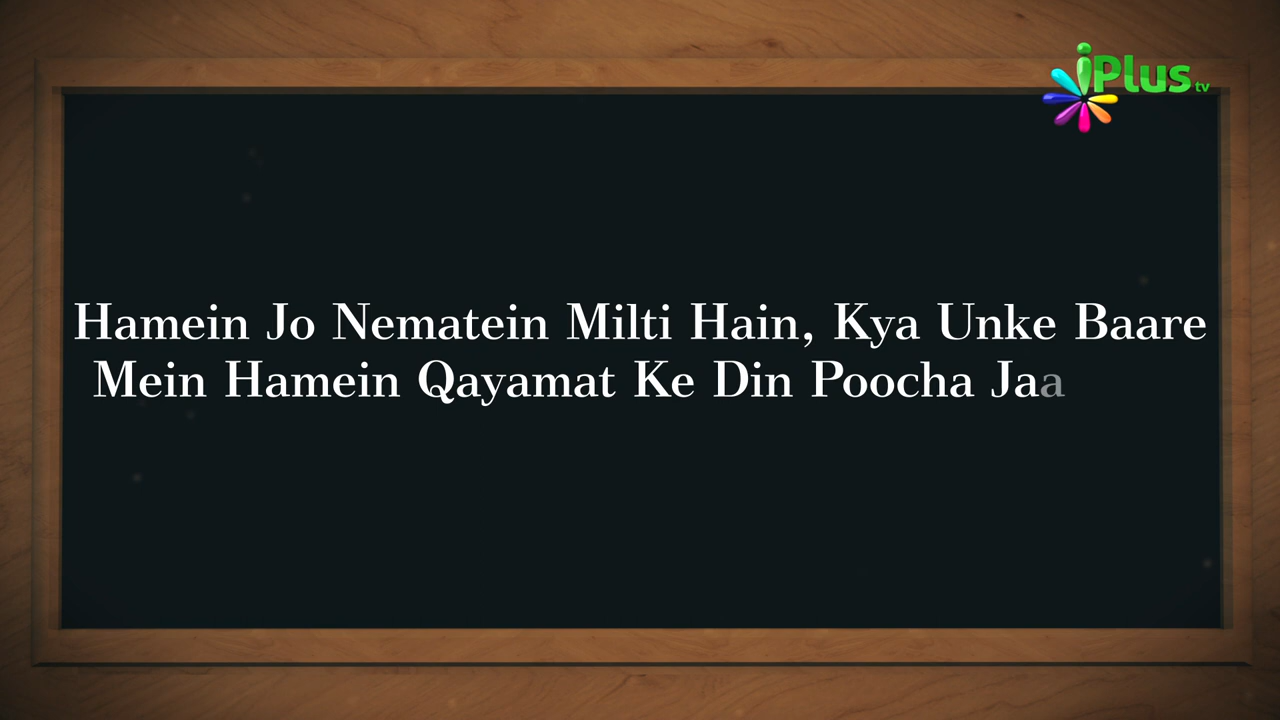 iPlus tv
Hamein Jo Nematein Milti Hain, Kya Unke Baare
Mein Hamein Qayamat Ke Din Poocha Jaa